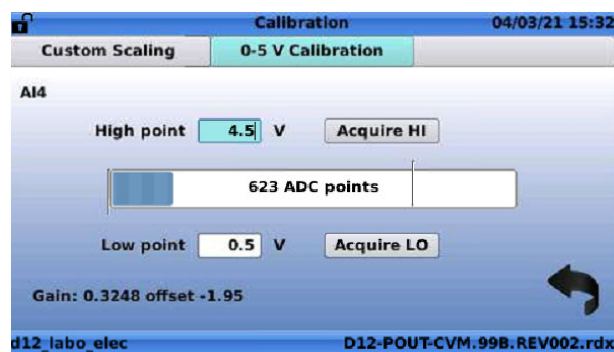 Calibration 04/03/21 15:32
Custom Scaling 0-5 V Calibration
AI4
High point 4.5 V Acquire HI
623 ADC points
Low point 0.5 V Acquire LO
Gain: 0.3248 offset -1.95
d12_labo_elec D12-POUT-CVM.99B.REV002.rdx